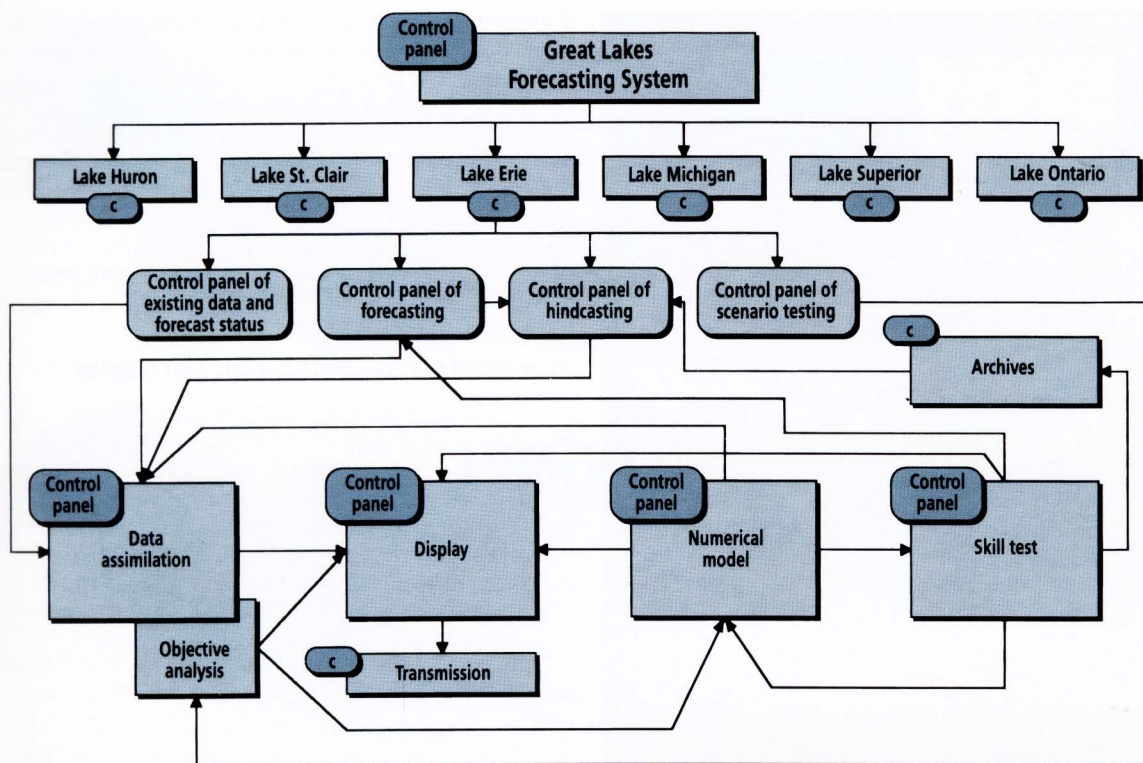 Control
panel
Great Lakes
Forecasting System
Lake Huron
Lake St. Clair
Lake Erie
Lake Michigan
Lake Superior
Lake Ontario
C
C
C
C
C
C
Control panel of
existing data and
forecast status
Control panel of
forecasting
Control panel of
hindcasting
Control panel of
scenario testing
C
Archives
Control
panel
Data
assimilation
Control
panel
Display
Control
panel
Numerical
model
Control
panel
Skill test
Objective
analysis
C
Transmission